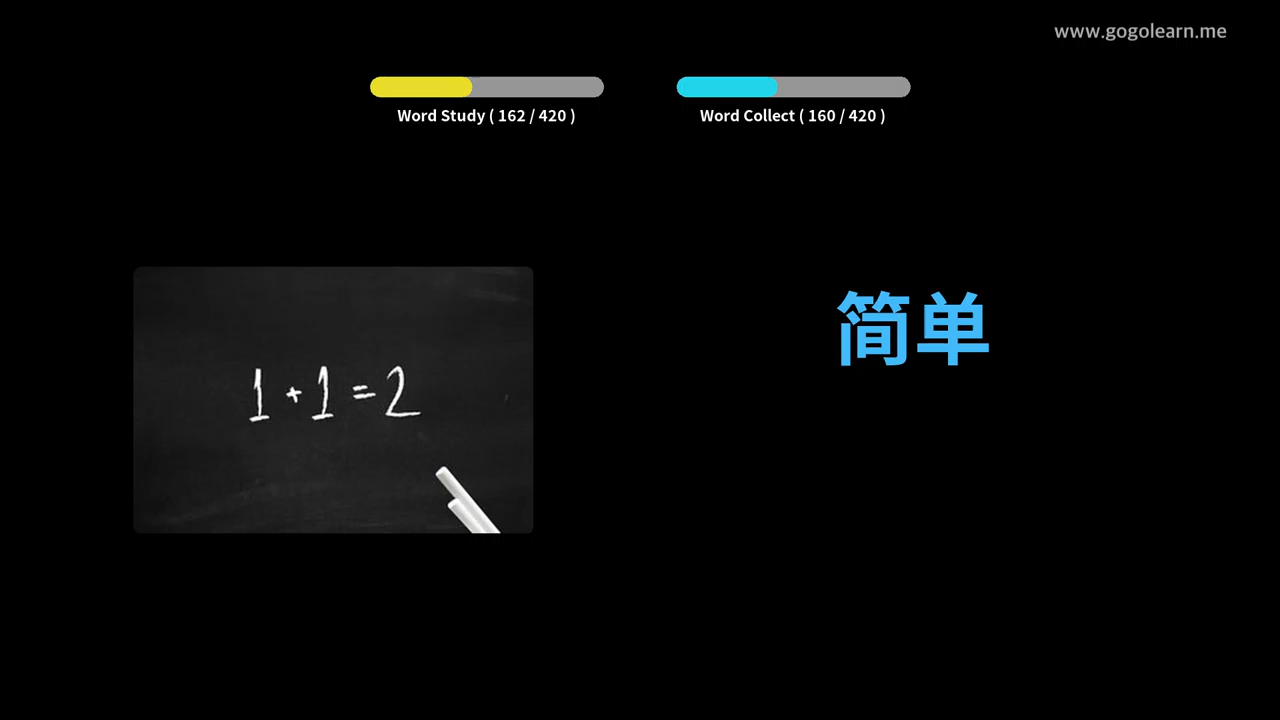 www.gogolearn.me
Word Study ( 162 / 420 )
Word Collect ( 160 / 420 )
简单
1 + 1 = 2